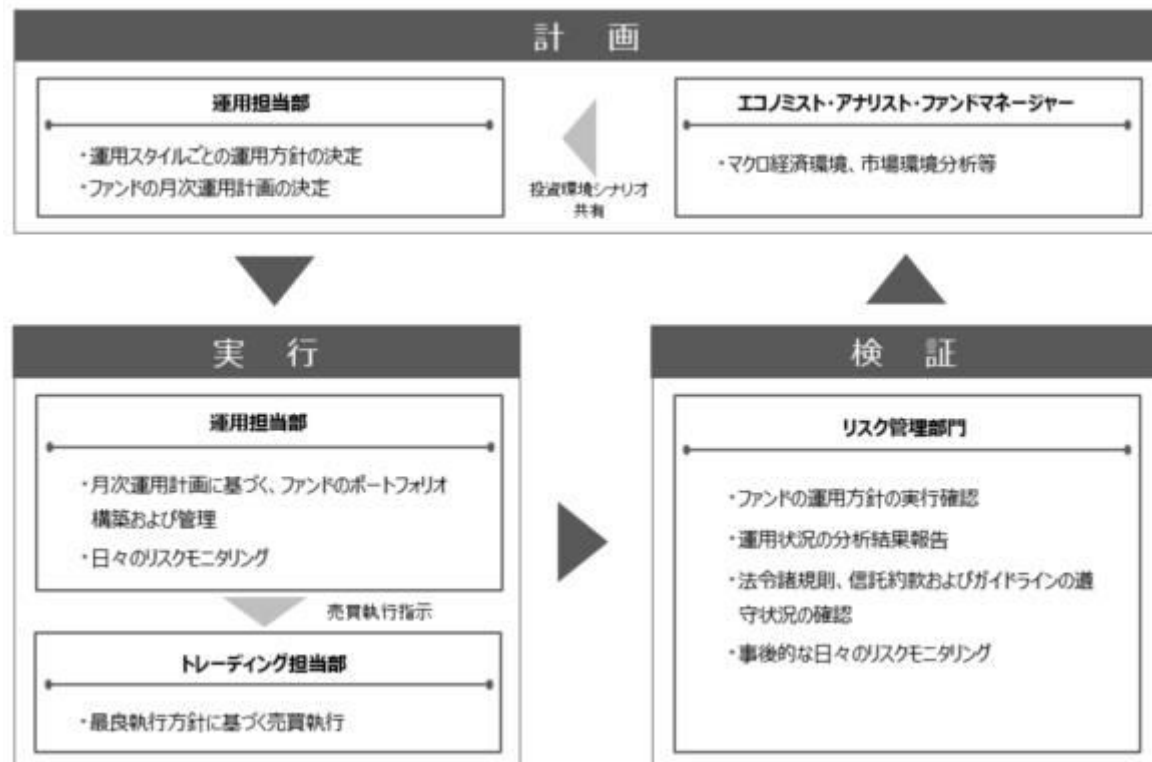 計 画
運用担当部
・運用スタイルごとの運用方針の決定
・ファンドの月次運用計画の決定
投資環境シナリオ
共有
エコノミスト・アナリスト・ファンドマネージャー
・マクロ経済環境、市場環境分析等
実 行
運用担当部
・月次運用計画に基づく、ファンドのポートフォリオ
構築および管理
・日々のリスクモニタリング
売買執行指示
トレーディング担当部
・最良執行方針に基づく売買執行
検 証
リスク管理部門
・ファンドの運用方針の実行確認
・運用状況の分析結果報告
・法令諸規則、信託約款およびガイドラインの遵
守状況の確認
・事後的な日々のリスクモニタリング